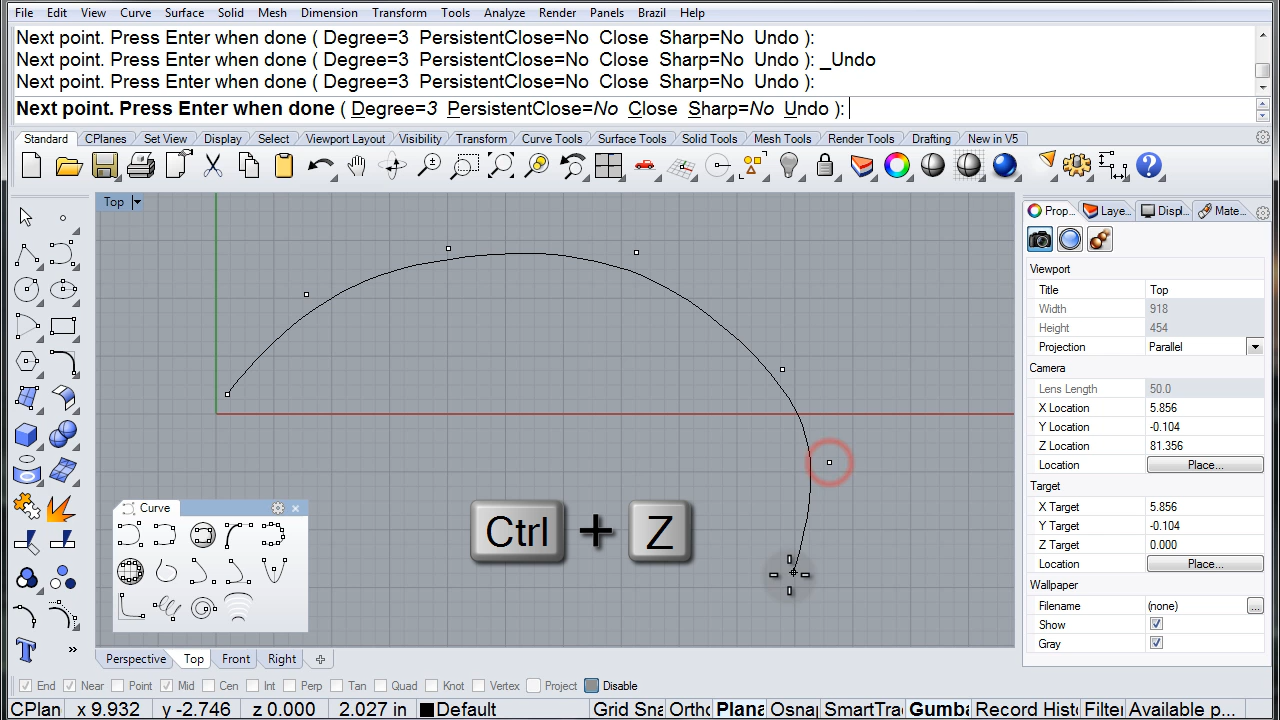 File Edit View Curve Surface Solid Mesh Dimension Transform Tools Analyze Render Panels Brazil Help
Next point. Press Enter when done ( Degree=3 PersistentClose=No Close Sharp=No Undo ):
Next point. Press Enter when done ( Degree=3 PersistentClose=No Close Sharp=No Undo ): _Undo
Next point. Press Enter when done ( Degree=3 PersistentClose=No Close Sharp=No Undo ):
Next point. Press Enter when done ( Degree=3 PersistentClose=No Close Sharp=No Undo ):
Standard CPlanes Set View Display Select Viewport Layout Visibility Transform Curve Tools Surface Tools Solid Tools Mesh Tools Render Tools Drafting New in V5
Top
Prop... Laye... Displ... Mate...
Viewport
Title Top
Width 918
Height 454
Projection Parallel
Camera
Lens Length 50.0
X Location 5.856
Y Location -0.104
Z Location 81.356
Location Place...
Target
X Target 5.856
Y Target -0.104
Z Target 0.000
Location Place...
Wallpaper
Filename (none) ...
Show
Gray
Curve
Ctrl + Z
T
Perspective Top Front Right
End Near Point Mid Cen Int Perp Tan Quad Knot Vertex Project Disable
CPlan x 9.932 y -2.746 z 0.000 2.027 in Default Grid Sna Ortho Plana Osnap SmartTra Gumba Record Histo Filter Available p...